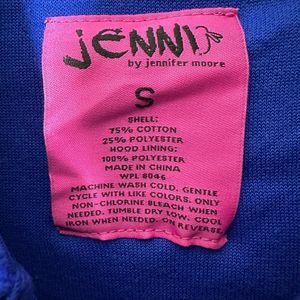 jENNi
by jennifer moore
S
SHELL:
75% COTTON
25% POLYESTER
HOOD LINING:
100% POLYESTER
MADE IN CHINA
WPL 8046
MACHINE WASH COLD. GENTLE
CYCLE WITH LIKE COLORS. ONLY
NON-CHLORINE BLEACH WHEN
NEEDED. TUMBLE DRY LOW. COOL
IRON WHEN NEEDED. ON REVERSE.